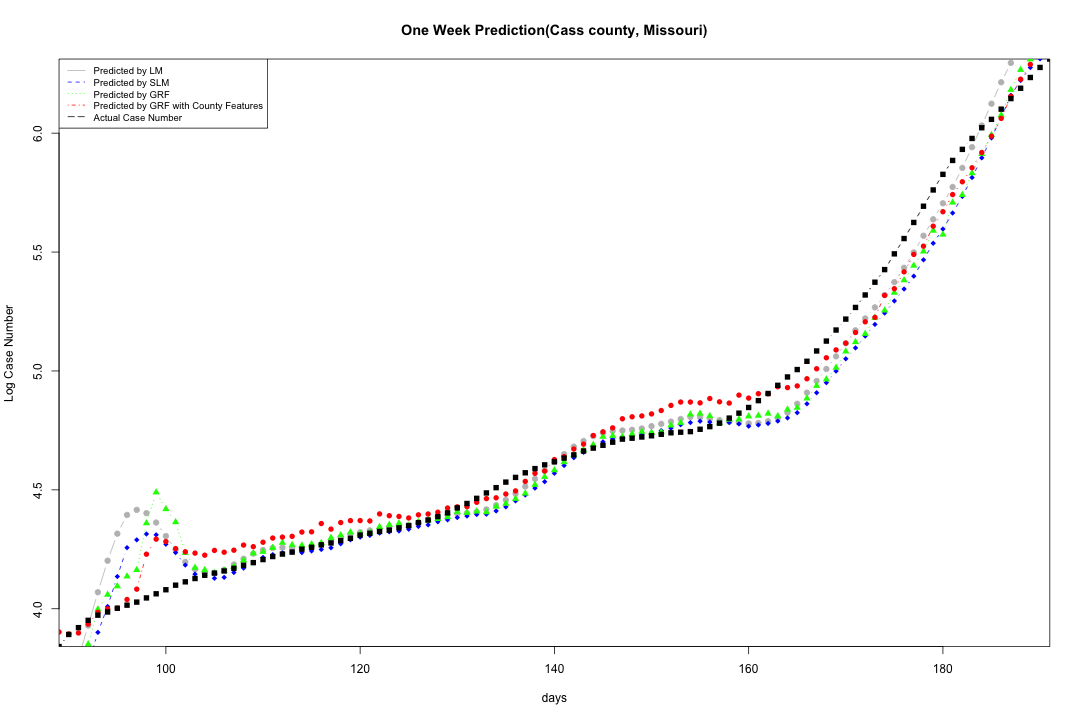 One Week Prediction(Cass county, Missouri)
Predicted by LM
Predicted by SLM
Predicted by GRF
Predicted by GRF with County Features
Actual Case Number
Log Case Number
6.0
5.5
5.0
4.5
4.0
100 120 140 160 180
days